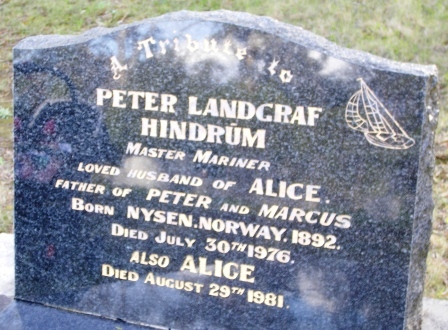 A Tribute to
PETER LANDGRAF
HINDRÜM
MASTER MARINER
LOVED HUSBAND OF ALICE.
FATHER OF PETER AND MARCUS
BORN NYSEN. NORWAY. 1892.
DIED JULY 30TH 1976.
ALSO ALICE
DIED AUGUST 29TH 1981.